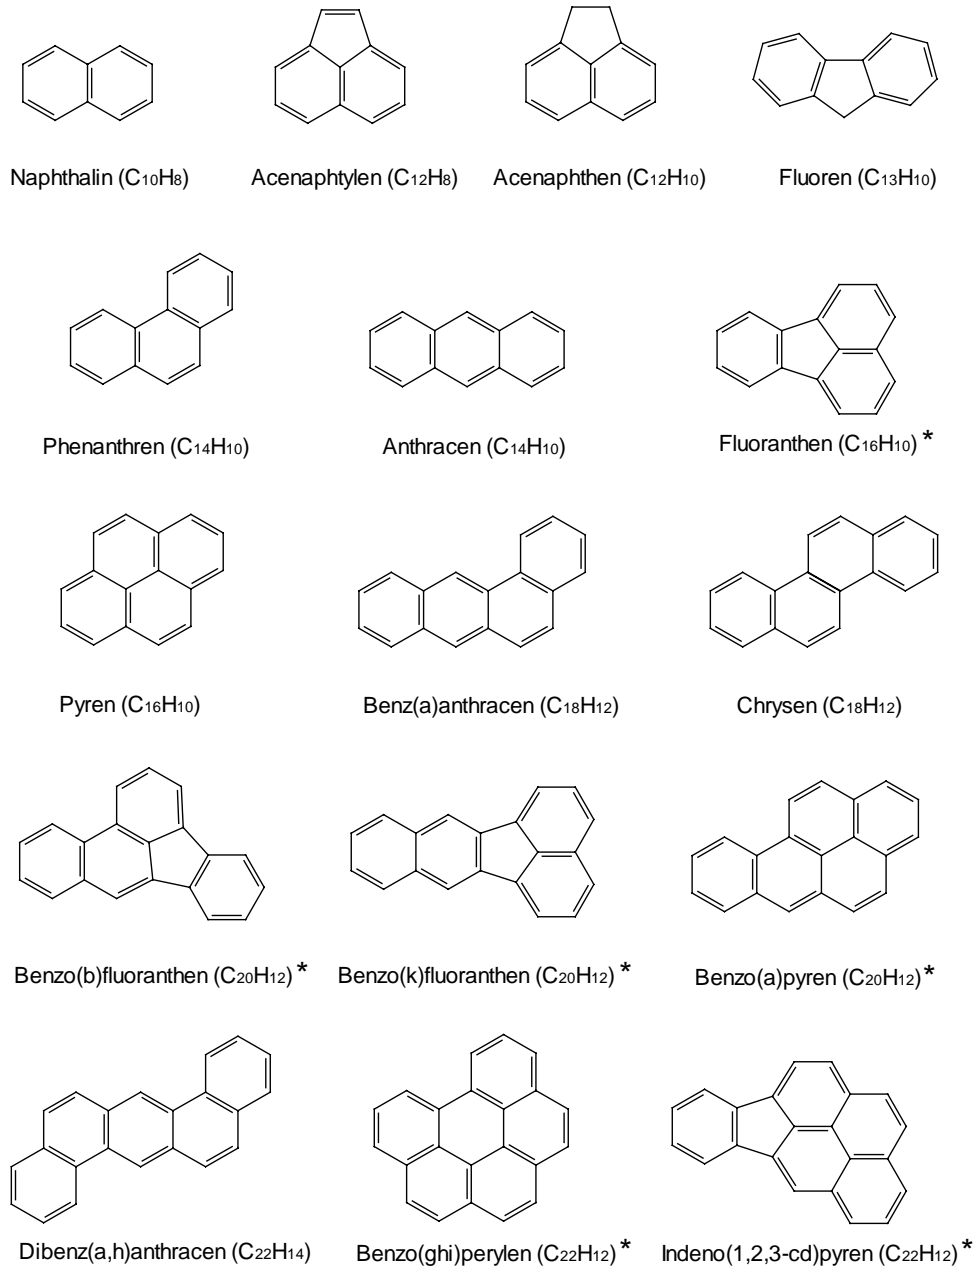 Naphthalin (C10H8) Acenaphtylen (C12H8) Acenaphthen (C12H10) Fluoren (C13H10)
Phenanthren (C14H10) Anthracen (C14H10) Fluoranthen (C16H10) *
Pyren (C16H10) Benz(a)anthracen (C18H12) Chrysen (C18H12)
Benzo(b)fluoranthen (C20H12) * Benzo(k)fluoranthen (C20H12) * Benzo(a)pyren (C20H12) *
Dibenz(a,h)anthracen (C22H14) Benzo(ghi)perylen (C22H12) * Indeno(1,2,3-cd)pyren (C22H12) *